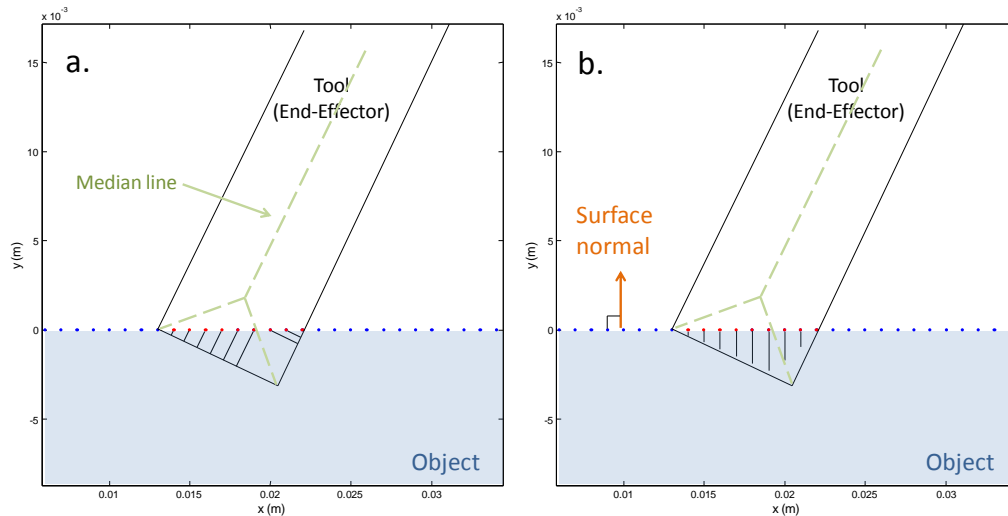 x 10⁻³
a.
15
10
5
0
-5
y (m)
Tool
(End-Effector)
Median line
Object
0.01
0.015
0.02
0.025
0.03
x (m)
x 10⁻³
b.
15
10
5
0
-5
y (m)
Tool
(End-Effector)
Surface
normal
Object
0.01
0.015
0.02
0.025
0.03
x (m)